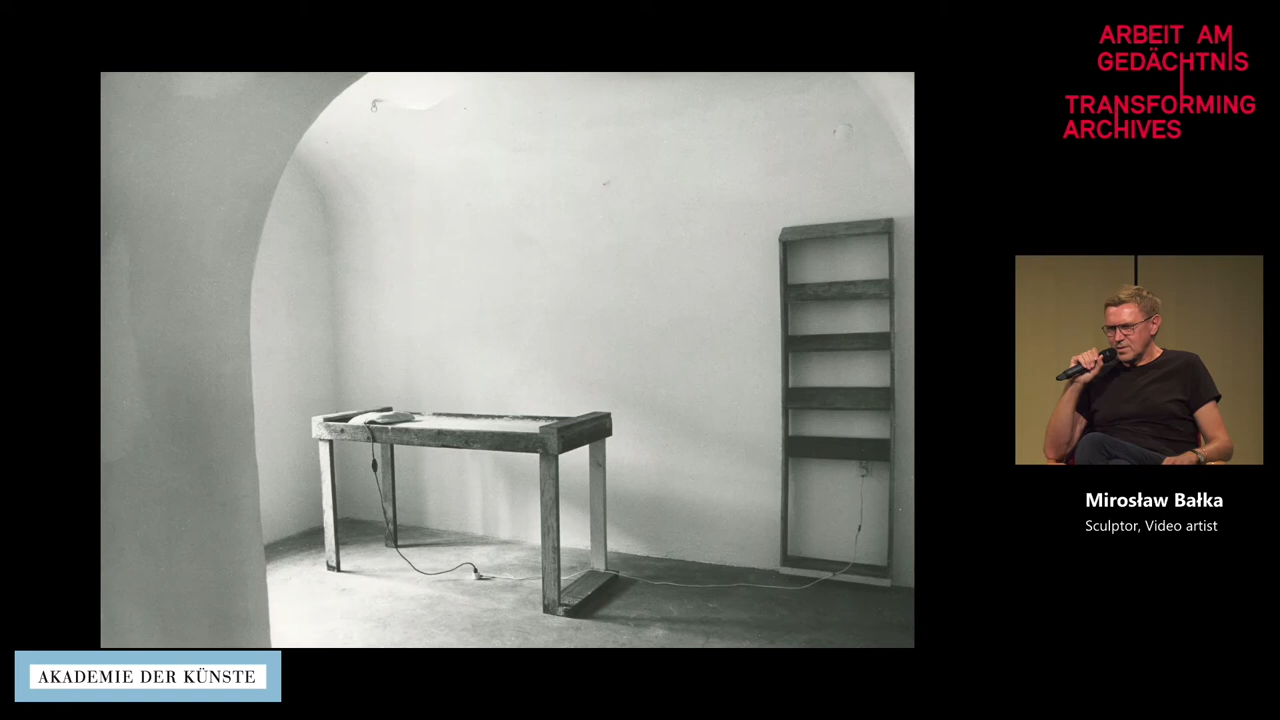 ARBEIT AM
GEDÄCHTNIS
TRANSFORMING
ARCHIVES
Mirosław Bałka
Sculptor, Video artist
AKADEMIE DER KÜNSTE